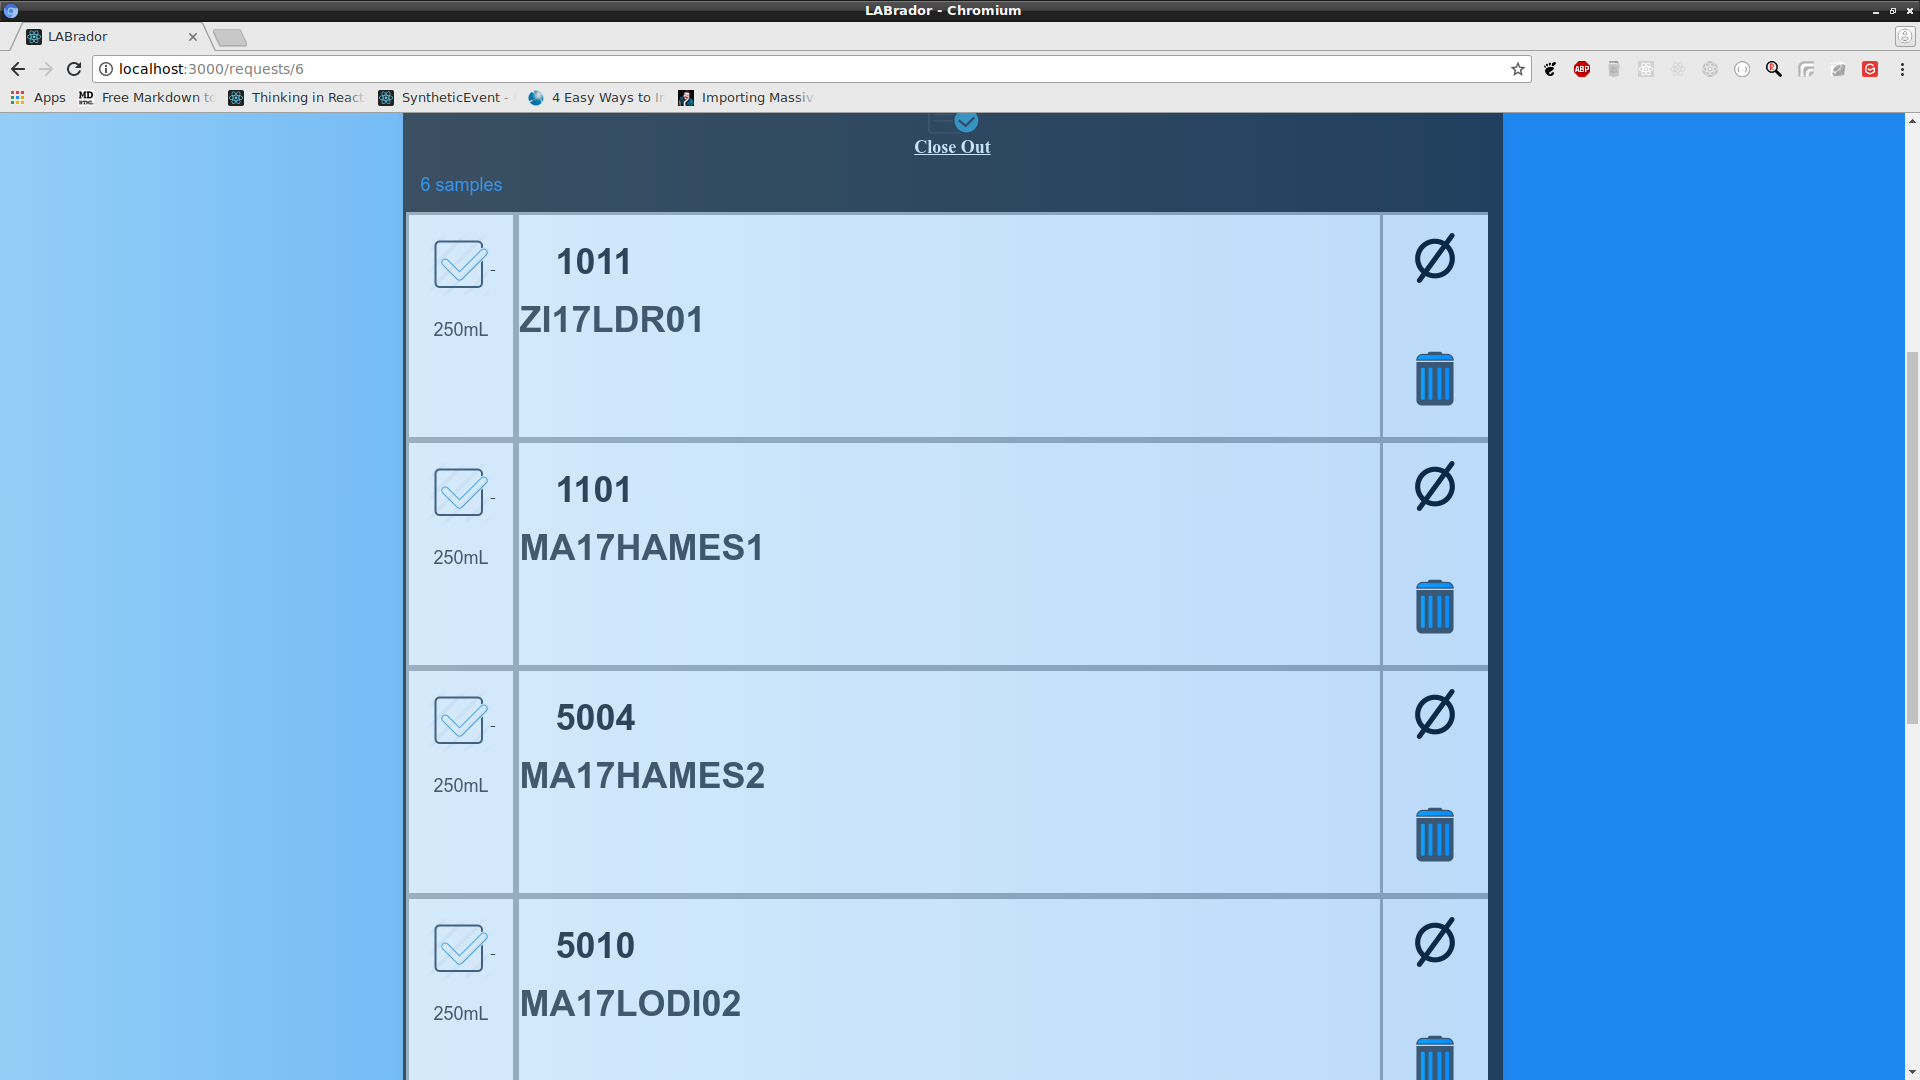 LABrador - Chromium
LABrador
localhost:3000/requests/6
ABP
Apps
MD Free Markdown to
Thinking in React
SyntheticEvent -
4 Easy Ways to In
Importing Massiv
Close Out
6 samples
- 1011
ZI17LDR01
250mL
- 1101
MA17HAMES1
250mL
- 5004
MA17HAMES2
250mL
- 5010
MA17LODI02
250mL